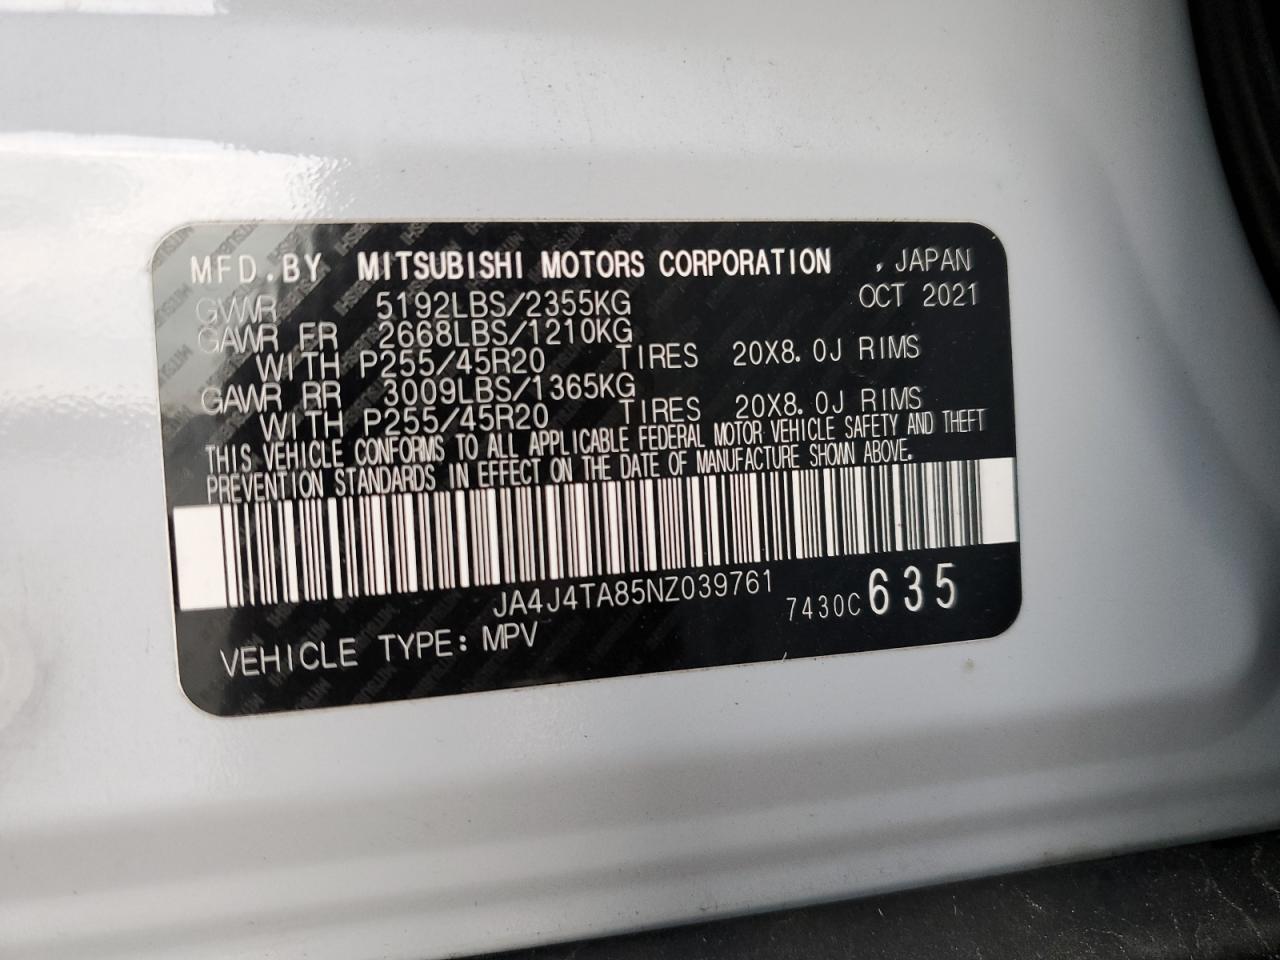 MFD.BY MITSUBISHI MOTORS CORPORATION , JAPAN
GVWR 5192LBS/2355KG OCT 2021
GAWR FR 2668LBS/1210KG
WITH P255/45R20 TIRES 20X8.0J RIMS
GAWR RR 3009LBS/1365KG
WITH P255/45R20 TIRES 20X8.0J RIMS
THIS VEHICLE CONFORMS TO ALL APPLICABLE FEDERAL MOTOR VEHICLE SAFETY AND THEFT
PREVENTION STANDARDS IN EFFECT ON THE DATE OF MANUFACTURE SHOWN ABOVE.
JA4J4TA85NZ039761 7430C 635
VEHICLE TYPE: MPV